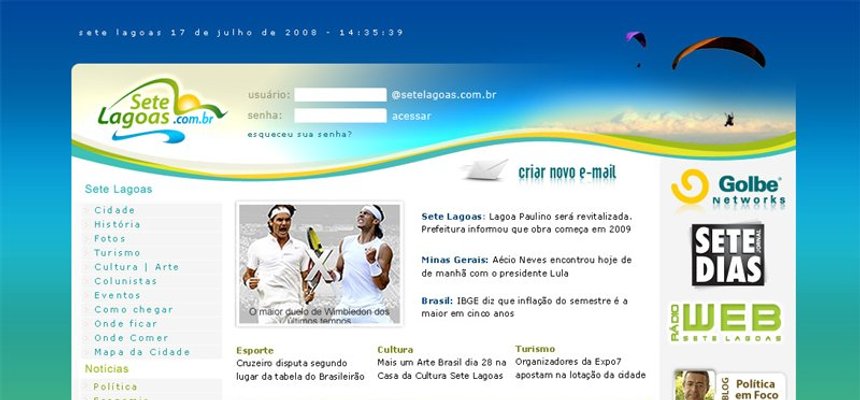 sete lagoas 17 de julho de 2008 - 14:35:39
Sete
Lagoas.com.br
usuário:
@setelagoas.com.br
senha:
acessar
esqueceu sua senha?
criar novo e-mail
Sete Lagoas
Cidade
História
Fotos
Turismo
Cultura | Arte
Colunistas
Eventos
Como chegar
Onde ficar
Onde Comer
Mapa da Cidade
Notícias
Política
Economia
X
O maior duelo de Wimbledon dos
últimos tempos
Sete Lagoas: Lagoa Paulino será revitalizada.
Prefeitura informou que obra começa em 2009
Minas Gerais: Aécio Neves encontrou hoje de
de manhã com o presidente Lula
Brasil: IBGE diz que inflação do semestre é a
maior em cinco anos
Esporte
Cruzeiro disputa segundo
lugar da tabela do Brasileirão
Cultura
Mais um Arte Brasil dia 28 na
Casa da Cultura Sete Lagoas
Turismo
Organizadores da Expo7
apostam na lotação da cidade
Golbe®
Networks
SETE
JORNAL
DIAS
RÁDIO
WEB
SETE LAGOAS
BLOG
Política
em Foco